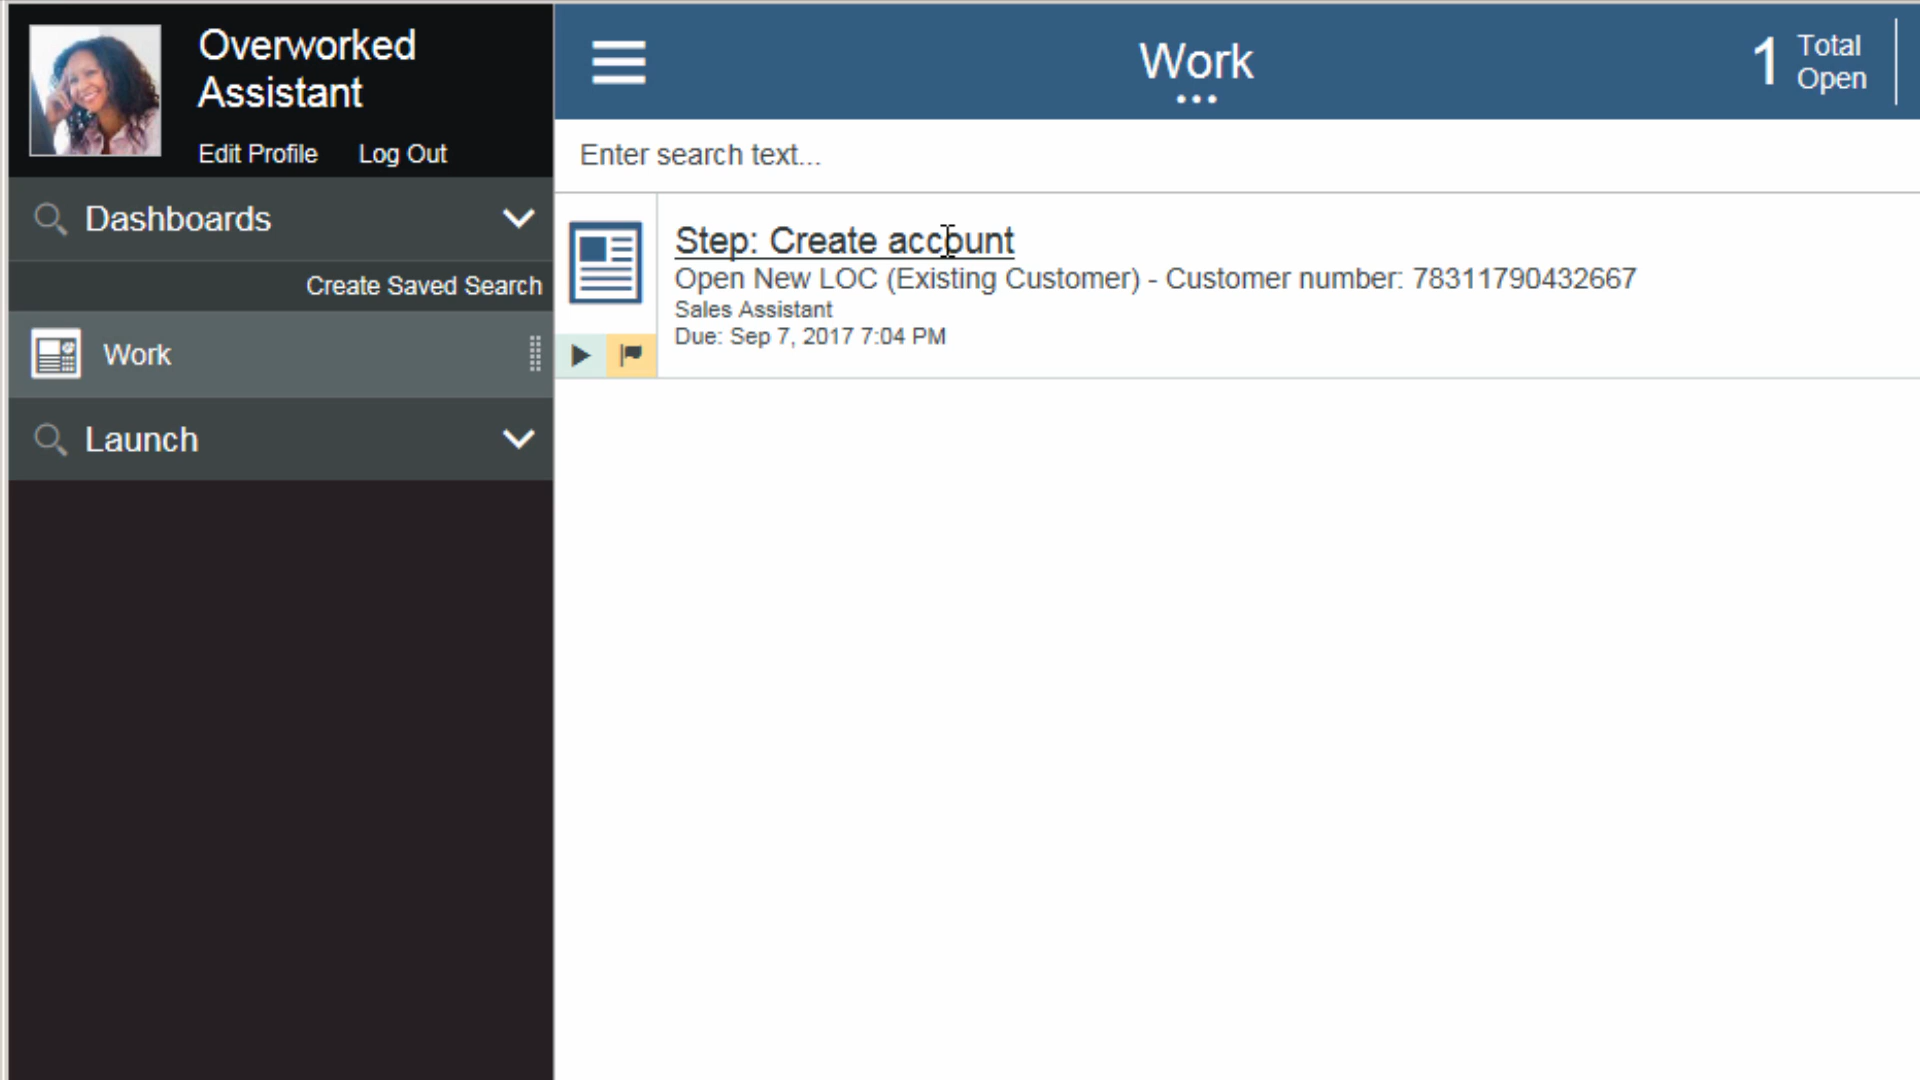 Overworked
Assistant
Edit Profile
Log Out
Dashboards
Create Saved Search
Work
Launch
Work
1 Total
Open
Enter search text...
Step: Create account
Open New LOC (Existing Customer) - Customer number: 78311790432667
Sales Assistant
Due: Sep 7, 2017 7:04 PM